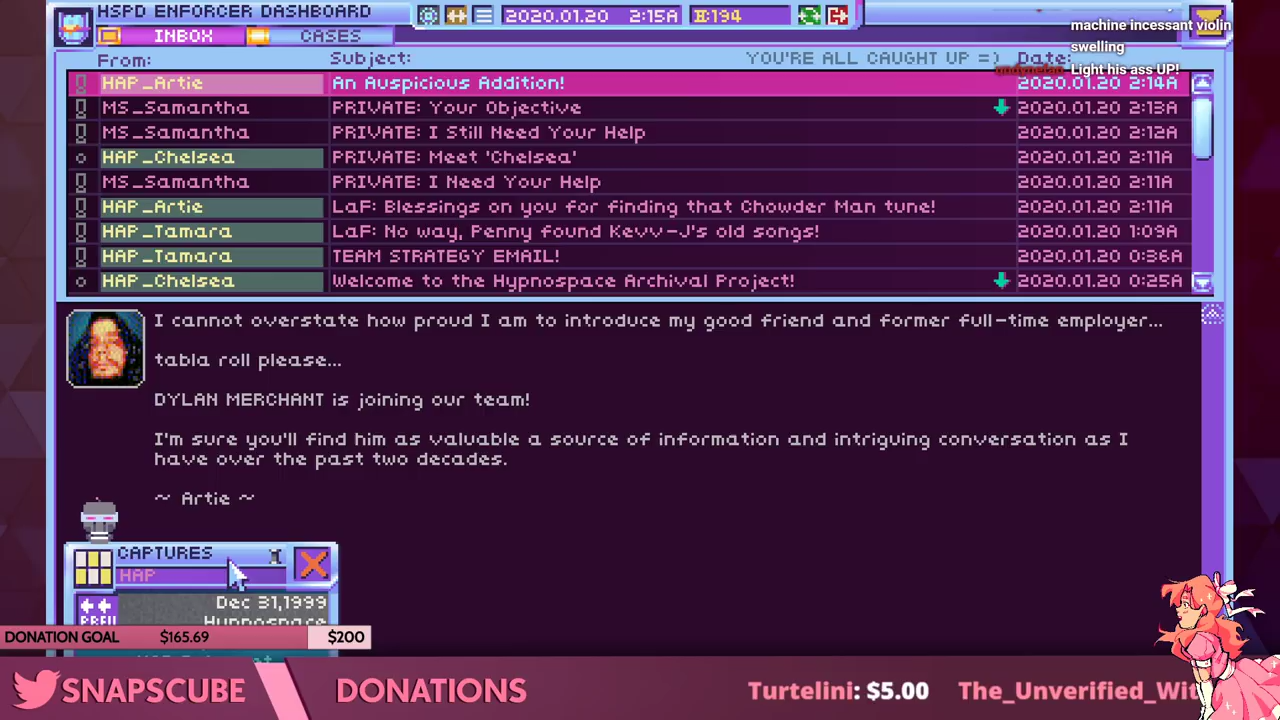 HSPD ENFORCER DASHBOARD
2020.01.20 2:15A
:194
INBOX
CASES
machine incessant violin
swelling
Light his ass UP!
From:
Subject:
YOU'RE ALL CAUGHT UP =)
Date:
HAP_Artie An Auspicious Addition! 2020.01.20 2:14A
MS_Samantha PRIVATE: Your Objective 2020.01.20 2:13A
MS_Samantha PRIVATE: I Still Need Your Help 2020.01.20 2:12A
HAP_Chelsea PRIVATE: Meet 'Chelsea' 2020.01.20 2:11A
MS_Samantha PRIVATE: I Need Your Help 2020.01.20 2:11A
HAP_Artie LaF: Blessings on you for finding that Chowder Man tune! 2020.01.20 2:11A
HAP_Tamara LaF: No way, Penny found Kevv-J's old songs! 2020.01.20 1:09A
HAP_Tamara TEAM STRATEGY EMAIL! 2020.01.20 0:36A
HAP_Chelsea Welcome to the Hypnospace Archival Project! 2020.01.20 0:25A
I cannot overstate how proud I am to introduce my good friend and former full-time employer...
tabla roll please...
DYLAN MERCHANT is joining our team!
I'm sure you'll find him as valuable a source of information and intriguing conversation as I
have over the past two decades.
~ Artie ~
CAPTURES
HAP
Dec 31,1999
PREV
Hypnospace
DONATION GOAL $165.69 $200
SNAPSCUBE
DONATIONS
Turtelini: $5.00
The_Unverified_Wit